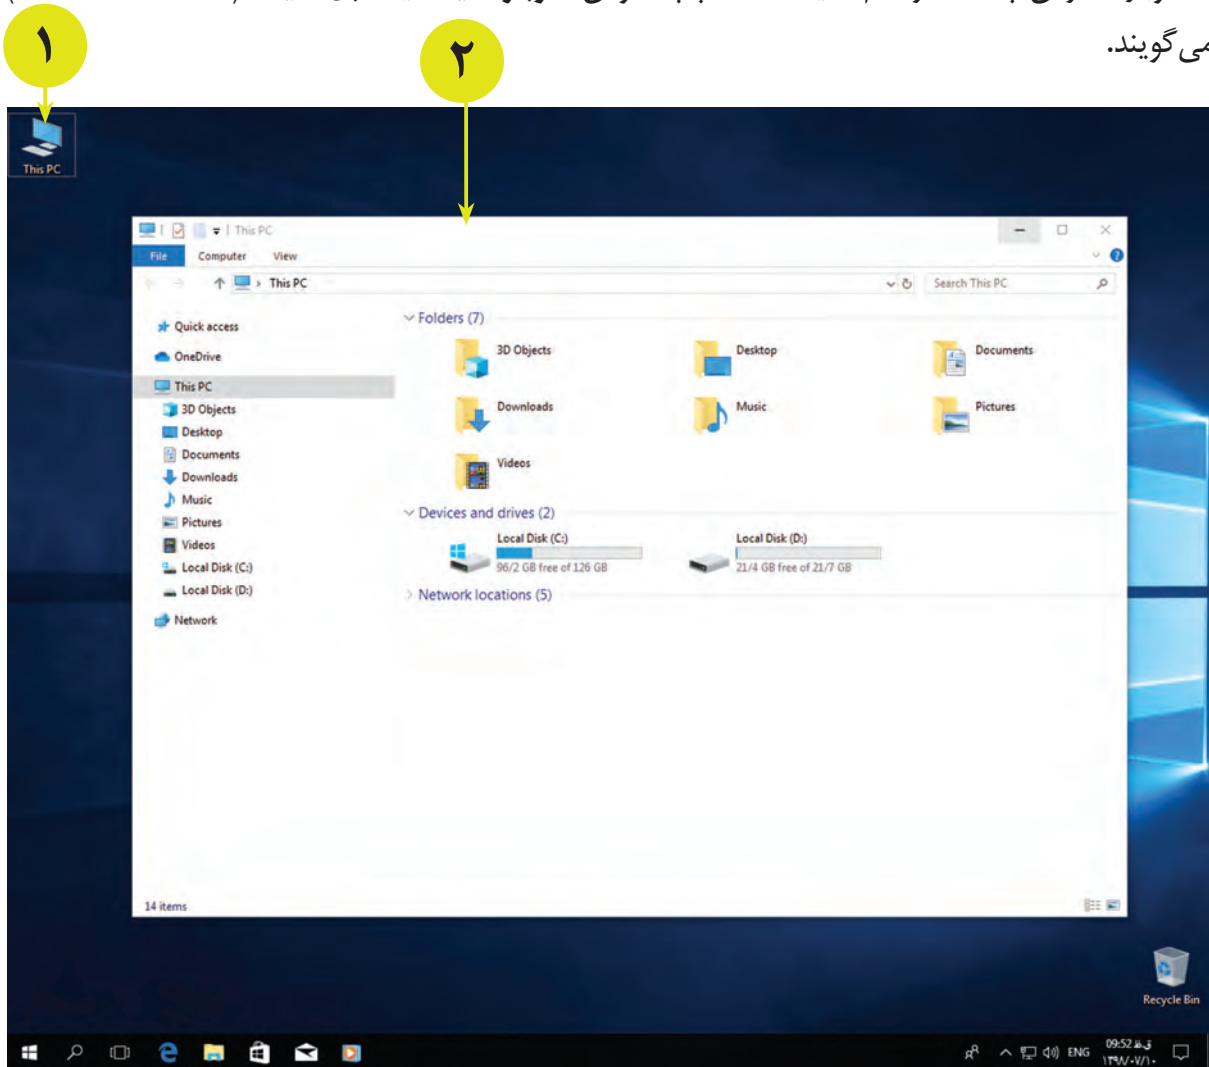 می‌گویند.
۱
۲
This PC
This PC
File Computer View
This PC
Search This PC
Quick access
OneDrive
This PC
3D Objects
Desktop
Documents
Downloads
Music
Pictures
Videos
Local Disk (C:)
Local Disk (D:)
Network
Folders (7)
3D Objects
Desktop
Documents
Downloads
Music
Pictures
Videos
Devices and drives (2)
Local Disk (C:)
96/2 GB free of 126 GB
Local Disk (D:)
21/4 GB free of 21/7 GB
Network locations (5)
14 items
Recycle Bin
ENG
09:52 ق.ظ
۱۳۹۸/۰۷/۱۰